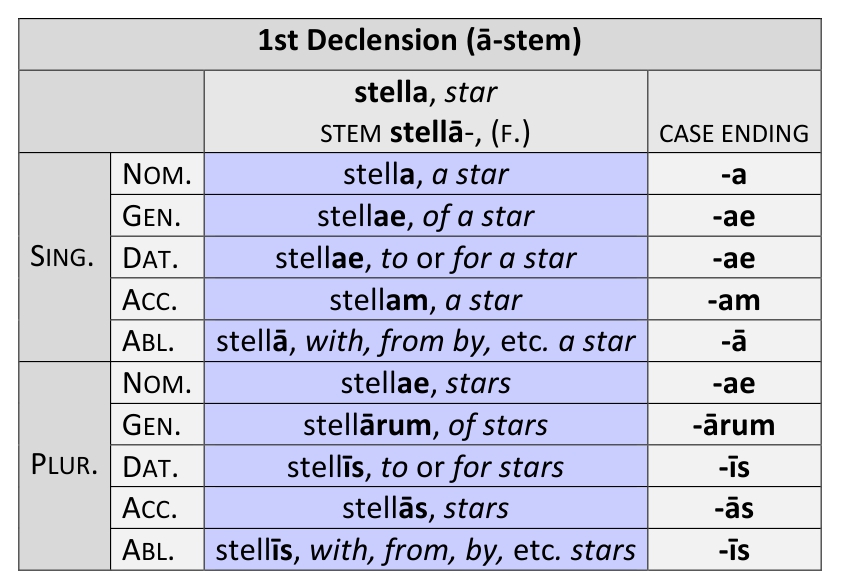 1st Declension (ā-stem)
stella, star
STEM stellā-, (F.)
CASE ENDING
SING.
NOM. stella, a star -a
GEN. stellae, of a star -ae
DAT. stellae, to or for a star -ae
ACC. stellam, a star -am
ABL. stellā, with, from by, etc. a star -ā
PLUR.
NOM. stellae, stars -ae
GEN. stellārum, of stars -ārum
DAT. stellīs, to or for stars -īs
ACC. stellās, stars -ās
ABL. stellīs, with, from, by, etc. stars -īs